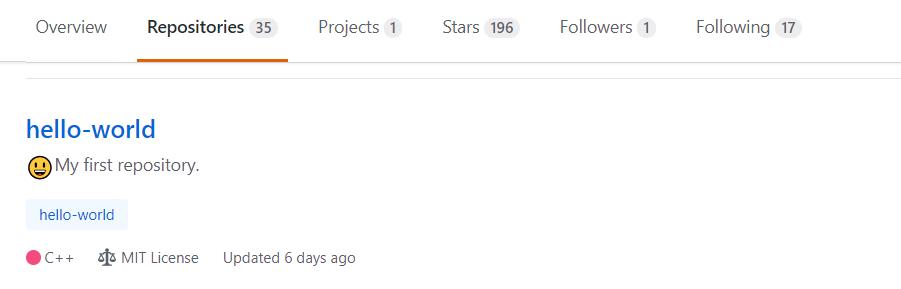 Overview Repositories 35 Projects 1 Stars 196 Followers 1 Following 17
hello-world
😃My first repository.
hello-world
C++ MIT License Updated 6 days ago